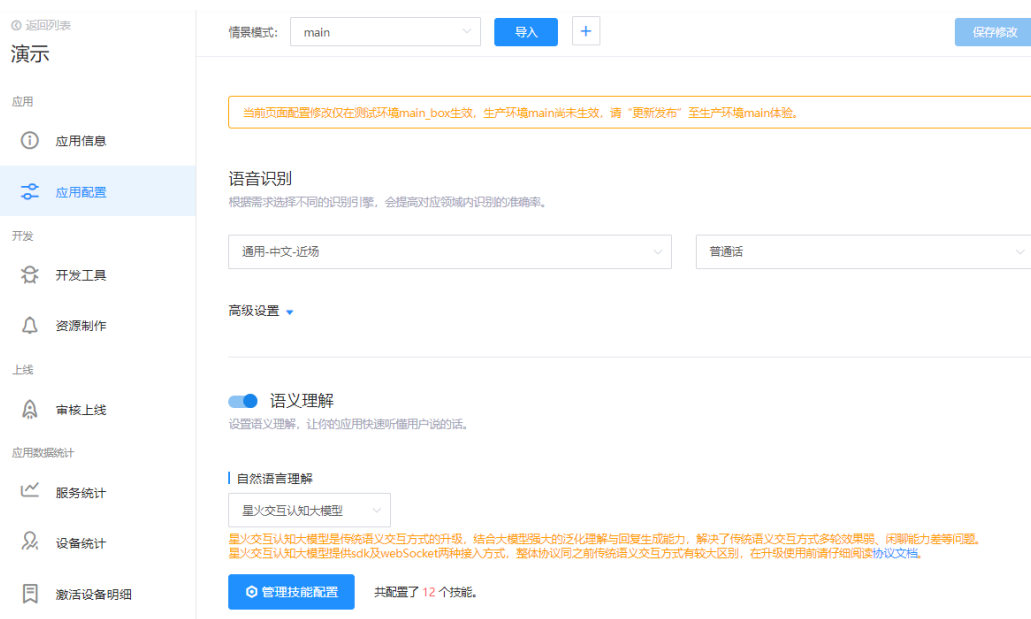 返回列表
演示
应用
应用信息
应用配置
开发
开发工具
资源制作
上线
审核上线
应用数据统计
服务统计
设备统计
激活设备明细
情景模式： main 导入 + 保存修改
当前页面配置修改仅在测试环境main_box生效，生产环境main尚未生效，请“更新发布”至生产环境main体验。
语音识别
根据需求选择不同的识别引擎，会提高对应领域内识别的准确率。
通用-中文-近场 普通话
高级设置
语义理解
设置语义理解，让你的应用快速听懂用户说的话。
自然语言理解
星火交互认知大模型
星火交互认知大模型是传统语义交互方式的升级，结合大模型强大的泛化理解与回复生成能力，解决了传统语义交互方式多轮效果弱、闲聊能力差等问题。
星火交互认知大模型提供sdk及webSocket两种接入方式，整体协议同之前传统语义交互方式有较大区别，在升级使用前请仔细阅读协议文档。
管理技能配置 共配置了 12 个技能。